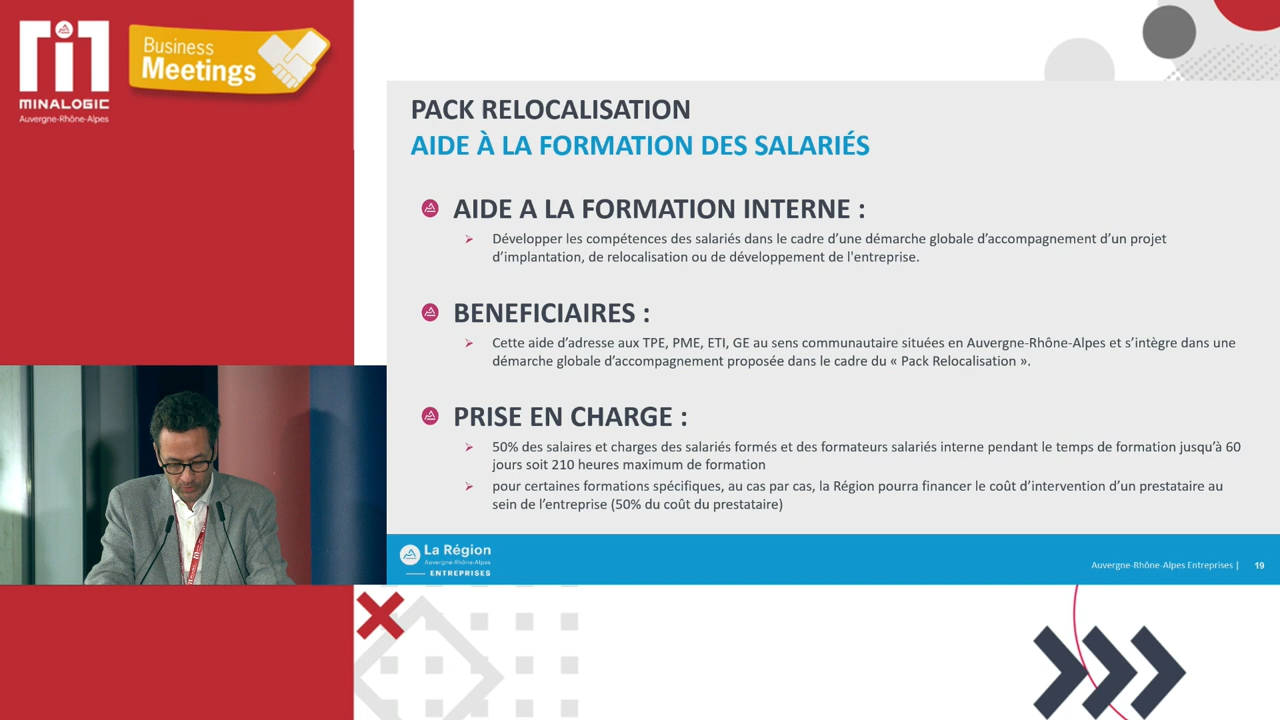 MINALOGIC
Auvergne-Rhône-Alpes
Business
Meetings
PACK RELOCALISATION
AIDE À LA FORMATION DES SALARIÉS
AIDE A LA FORMATION INTERNE :
Développer les compétences des salariés dans le cadre d’une démarche globale d’accompagnement d’un projet
d’implantation, de relocalisation ou de développement de l'entreprise.
BENEFICIAIRES :
Cette aide d’adresse aux TPE, PME, ETI, GE au sens communautaire situées en Auvergne-Rhône-Alpes et s’intègre dans une
démarche globale d’accompagnement proposée dans le cadre du « Pack Relocalisation ».
PRISE EN CHARGE :
50% des salaires et charges des salariés formés et des formateurs salariés interne pendant le temps de formation jusqu’à 60
jours soit 210 heures maximum de formation
pour certaines formations spécifiques, au cas par cas, la Région pourra financer le coût d’intervention d’un prestataire au
sein de l’entreprise (50% du coût du prestataire)
La Région
Auvergne-Rhône-Alpes
ENTREPRISES
Auvergne-Rhône-Alpes Entreprises | 19